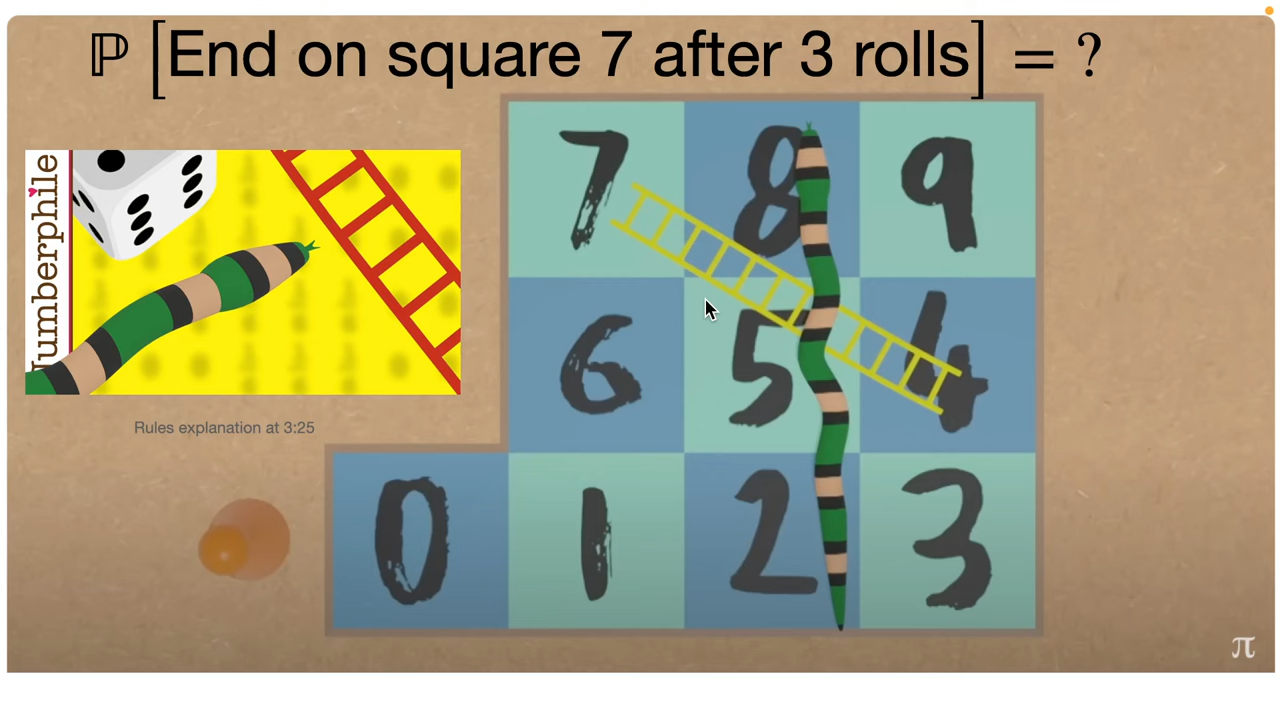 ℙ [End on square 7 after 3 rolls] = ?
7 8 9
6 5 4
0 1 2 3
umberphile
Rules explanation at 3:25
π